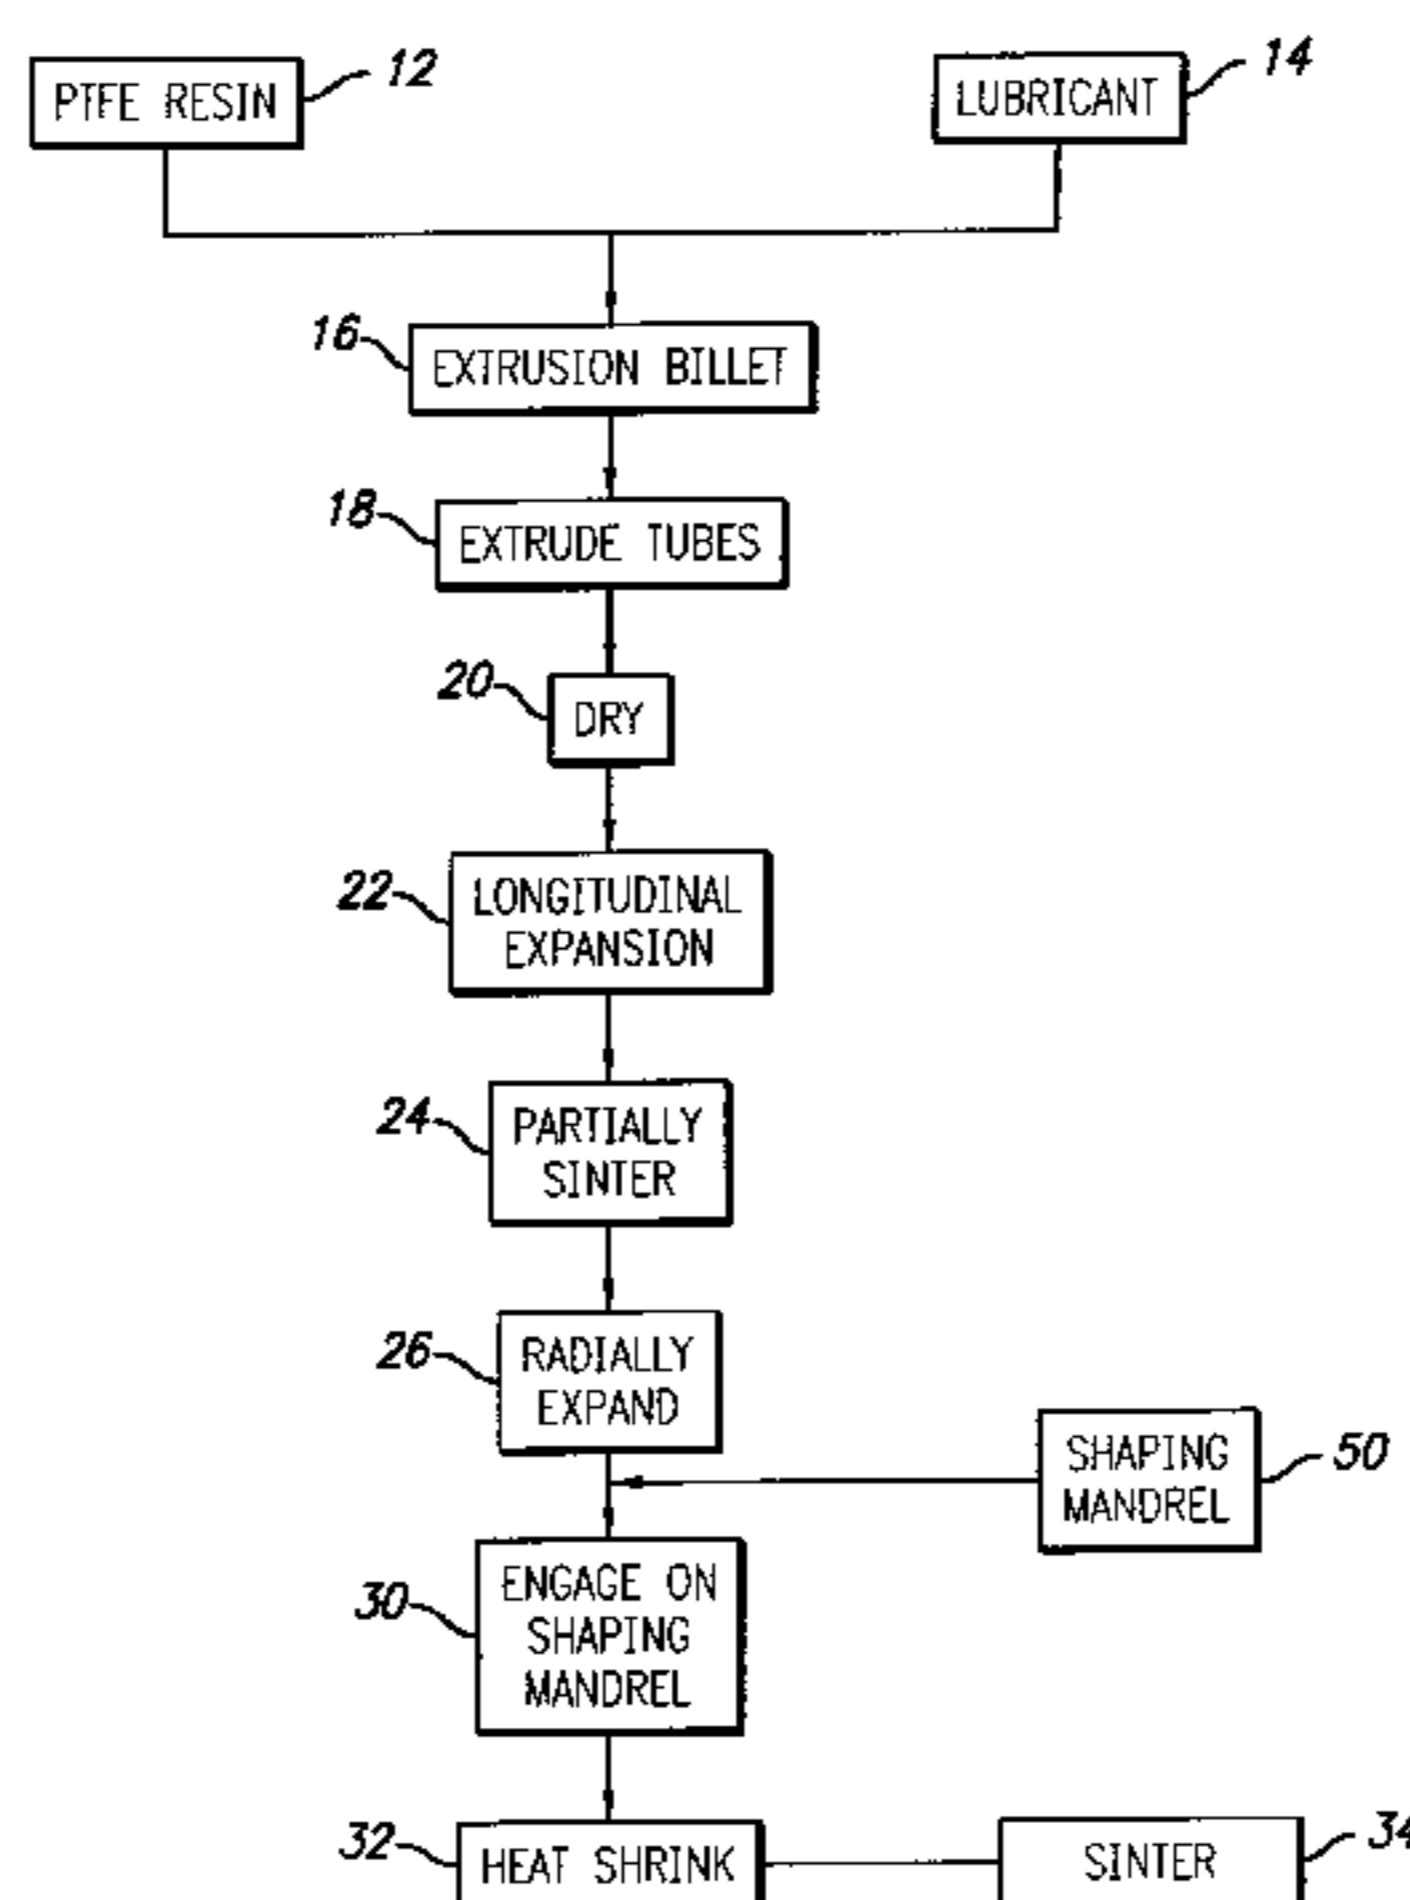 PTFE RESIN
12
LUBRICANT
14
16
EXTRUSION BILLET
18
EXTRUDE TUBES
20
DRY
22
LONGITUDINAL
EXPANSION
24
PARTIALLY
SINTER
26
RADIALLY
EXPAND
SHAPING
MANDREL
50
30
ENGAGE ON
SHAPING
MANDREL
32
HEAT SHRINK
SINTER
34